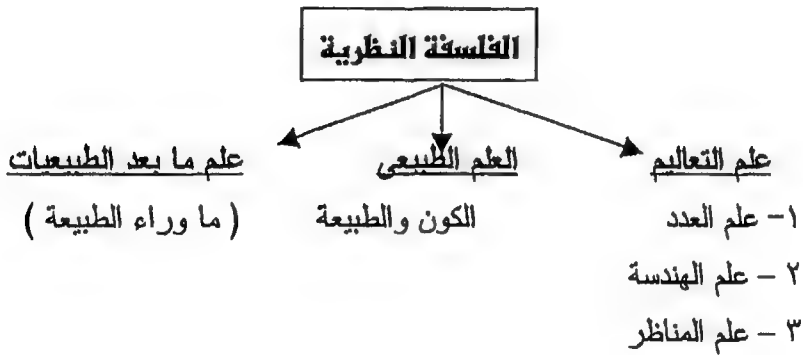 الفلسفة النظرية
علم التعاليم العلم الطبيعى علم ما بعد الطبيعيات
١- علم العدد الكون والطبيعة ( ما وراء الطبيعة )
٢ - علم الهندسة
٣ - علم المناظر